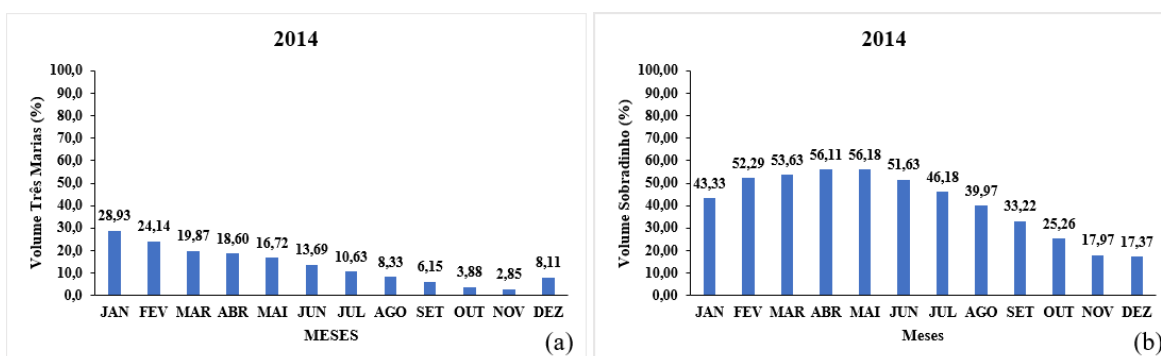 2014
Volume Três Marias (%)
100,0
90,0
80,0
70,0
60,0
50,0
40,0
30,0
20,0
10,0
0,0
28,93 24,14 19,87 18,60 16,72 13,69 10,63 8,33 6,15 3,88 2,85 8,11
JAN FEV MAR ABR MAI JUN JUL AGO SET OUT NOV DEZ
MESES
(a)
2014
Volume Sobradinho (%)
100,00
90,00
80,00
70,00
60,00
50,00
40,00
30,00
20,00
10,00
0,00
43,33 52,29 53,63 56,11 56,18 51,63 46,18 39,97 33,22 25,26 17,97 17,37
JAN FEV MAR ABR MAI JUN JUL AGO SET OUT NOV DEZ
Meses
(b)